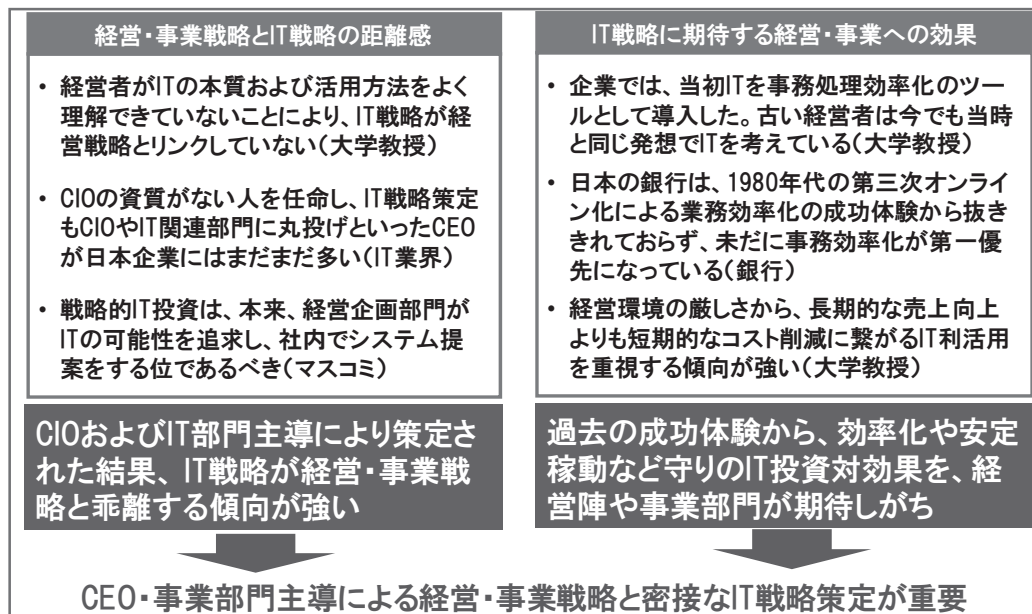 経営・事業戦略とIT戦略の距離感
・ 経営者がITの本質および活用方法をよく
理解できていないことにより、IT戦略が経
営戦略とリンクしていない(大学教授)
・ CIOの資質がない人を任命し、IT戦略策定
もCIOやIT関連部門に丸投げといったCEO
が日本企業にはまだまだ多い(IT業界)
・ 戦略的IT投資は、本来、経営企画部門が
ITの可能性を追求し、社内でシステム提
案をする位であるべき(マスコミ)
CIOおよびIT部門主導により策定さ
れた結果、IT戦略が経営・事業戦
略と乖離する傾向が強い
IT戦略に期待する経営・事業への効果
・ 企業では、当初ITを事務処理効率化のツー
ルとして導入した。古い経営者は今でも当時
と同じ発想でITを考えている(大学教授)
・ 日本の銀行は、1980年代の第三次オンライ
ン化による業務効率化の成功体験から抜き
きれておらず、未だに事務効率化が第一優
先になっている(銀行)
・ 経営環境の厳しさから、長期的な売上向上
よりも短期的なコスト削減に繋がるIT利活用
を重視する傾向が強い(大学教授)
過去の成功体験から、効率化や安定
稼動など守りのIT投資対効果を、経
営陣や事業部門が期待しがち
CEO・事業部門主導による経営・事業戦略と密接なIT戦略策定が重要